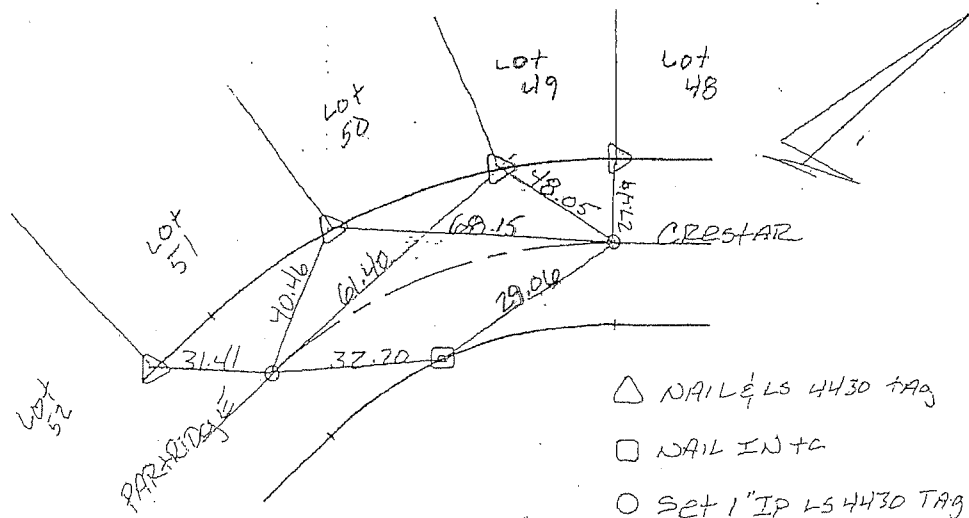 Lot
49
Lot
48
Lot
50
Lot
51
Lot
52
48.05
27.49
68.15
CRESTAR
61.40
40.46
29.06
31.41
32.20
PARTRIDGE
NAIL & LS 4430 TAg
NAIL IN TC
Set 1" IP LS 4430 TAg